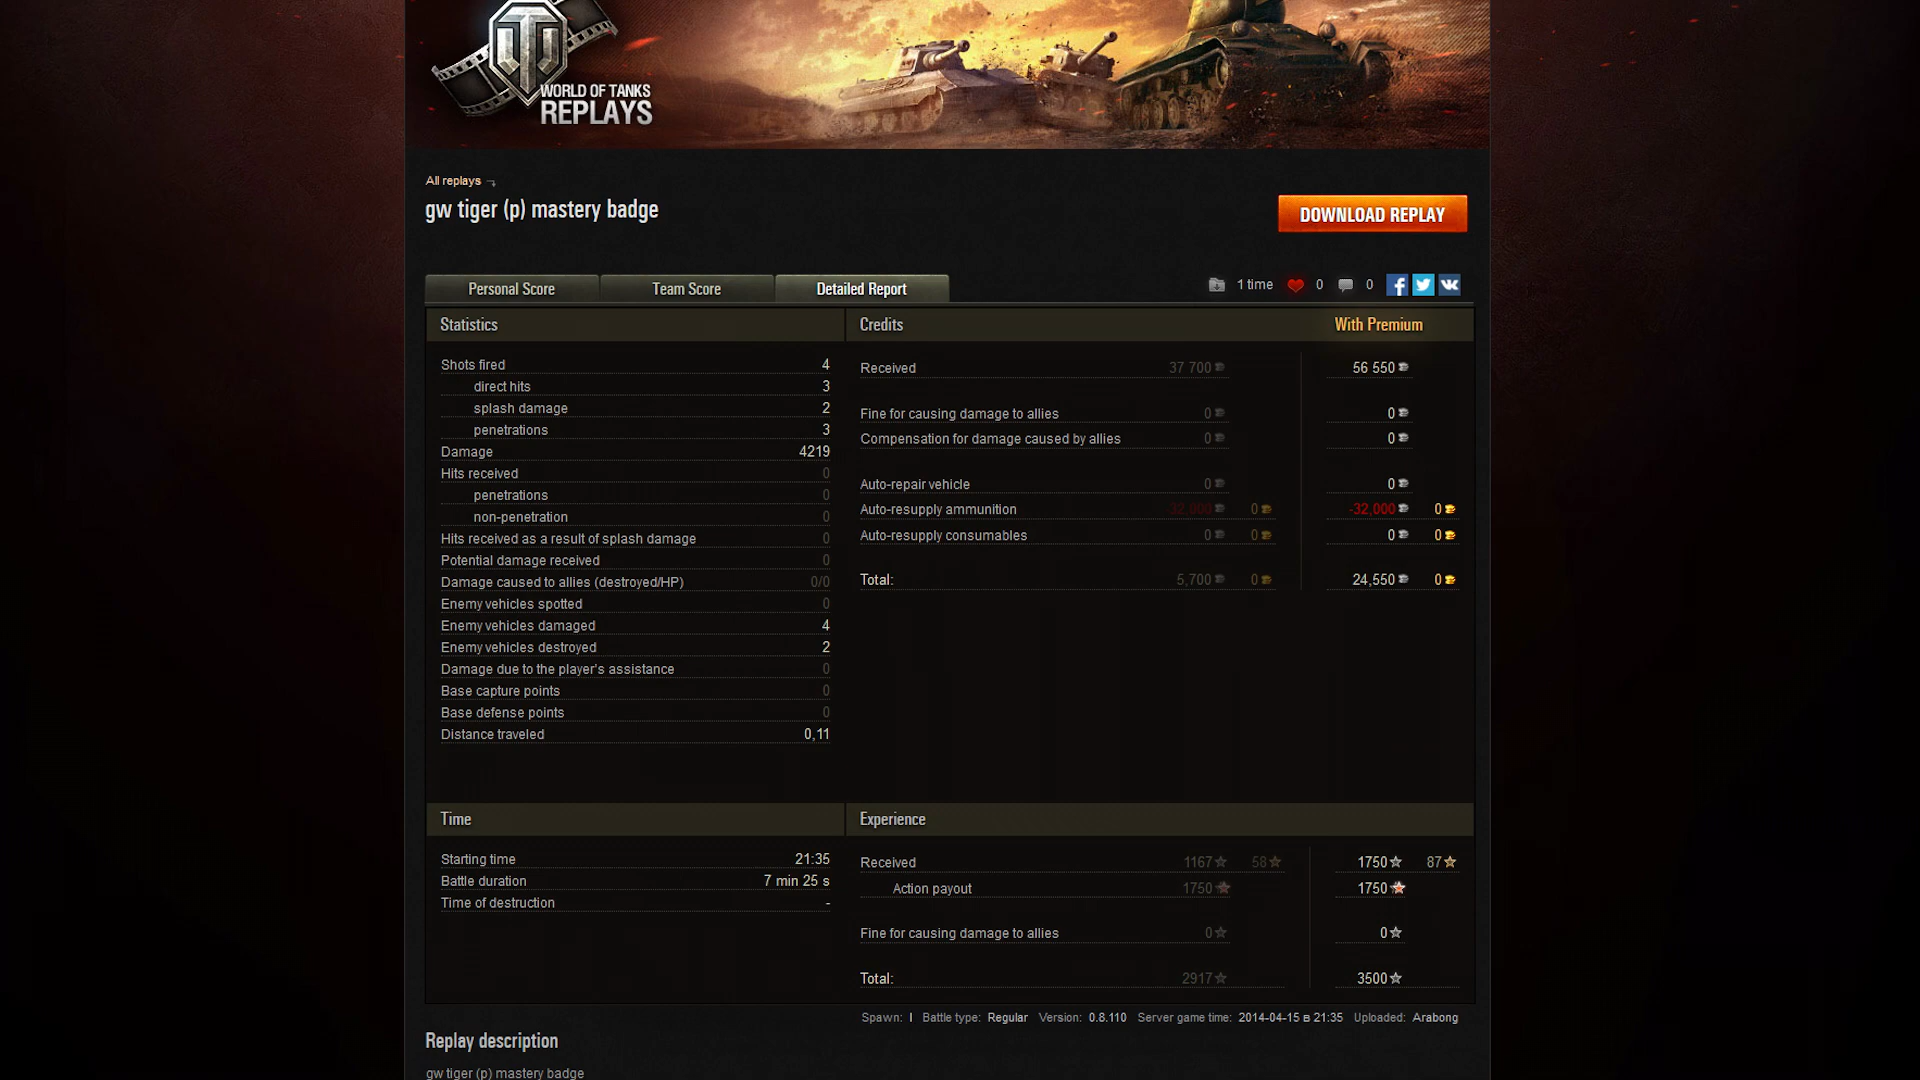 WORLD OF TANKS
REPLAYS
All replays
gw tiger (p) mastery badge
DOWNLOAD REPLAY
Personal Score Team Score Detailed Report 1 time 0 0
Statistics Credits With Premium
Shots fired 4
direct hits 3
splash damage 2
penetrations 3
Damage 4219
Hits received 0
penetrations 0
non-penetration 0
Hits received as a result of splash damage 0
Potential damage received 0
Damage caused to allies (destroyed/HP) 0/0
Enemy vehicles spotted 0
Enemy vehicles damaged 4
Enemy vehicles destroyed 2
Damage due to the player's assistance 0
Base capture points 0
Base defense points 0
Distance traveled 0,11
Received 37 700 56 550
Fine for causing damage to allies 0 0
Compensation for damage caused by allies 0 0
Auto-repair vehicle 0 0
Auto-resupply ammunition -32,000 0 -32,000 0
Auto-resupply consumables 0 0 0 0
Total: 5,700 0 24,550 0
Time Experience
Starting time 21:35
Battle duration 7 min 25 s
Time of destruction -
Received 1167 58 1750 87
Action payout 1750 1750
Fine for causing damage to allies 0 0
Total: 2917 3500
Spawn: I Battle type: Regular Version: 0.8.110 Server game time: 2014-04-15 в 21:35 Uploaded: Arabong
Replay description
gw tiger (p) mastery badge